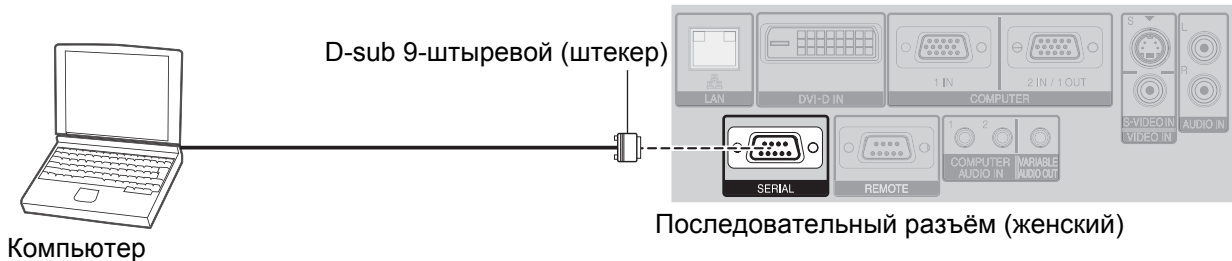 D-sub 9-штыревой (штекер)
S
L
R
LAN
DVI-D IN
1 IN
2 IN / 1 OUT
COMPUTER
S-VIDEO IN
VIDEO IN
AUDIO IN
1
2
COMPUTER
AUDIO IN
VARIABLE
AUDIO OUT
SERIAL
REMOTE
Последовательный разъём (женский)
Компьютер